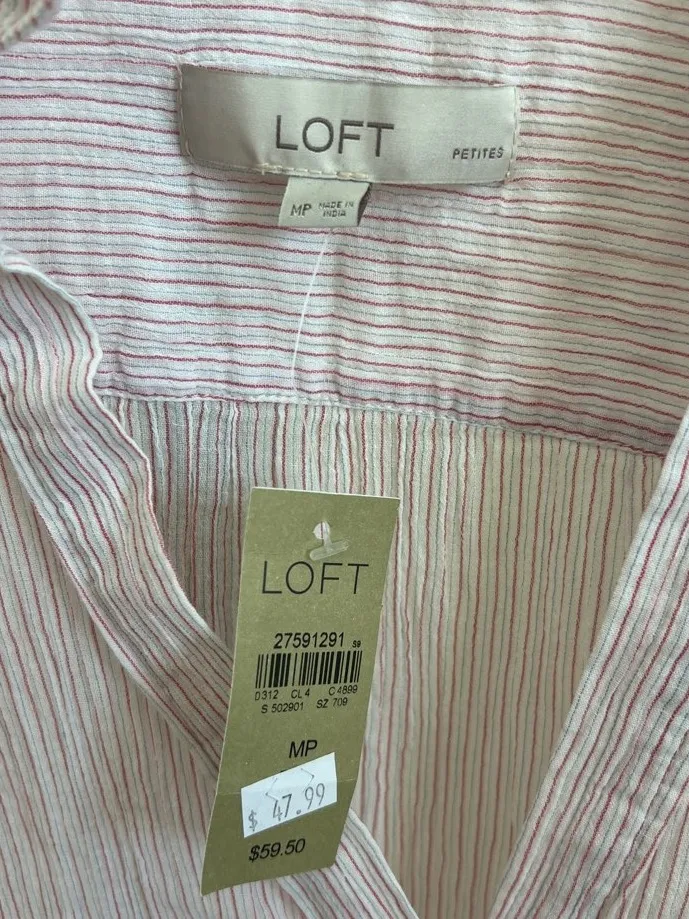 LOFT
PETITES
MP MADE IN
INDIA
LOFT
27591291 S9
D312 CL 4 C 4899
S 502901 SZ 709
MP
$ 47.99
$59.50